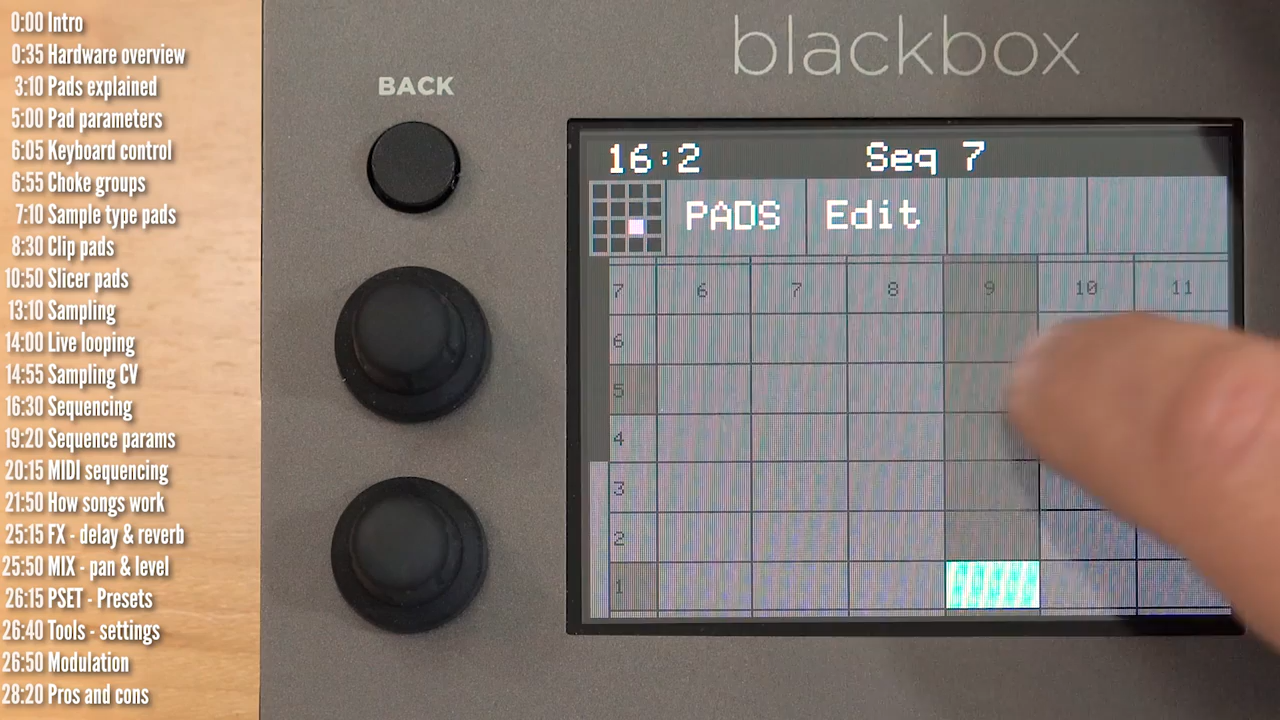 0:00 Intro
0:35 Hardware overview
3:10 Pads explained
5:00 Pad parameters
6:05 Keyboard control
6:55 Choke groups
7:10 Sample type pads
8:30 Clip pads
10:50 Slicer pads
13:10 Sampling
14:00 Live looping
14:55 Sampling CV
16:30 Sequencing
19:20 Sequence params
20:15 MIDI sequencing
21:50 How songs work
25:15 FX - delay & reverb
25:50 MIX - pan & level
26:15 PSET - Presets
26:40 Tools - settings
26:50 Modulation
28:20 Pros and cons
blackbox
BACK
16:2 Seq 7
PADS Edit
7 6 7 8 9 10 11
6
5
4
3
2
1